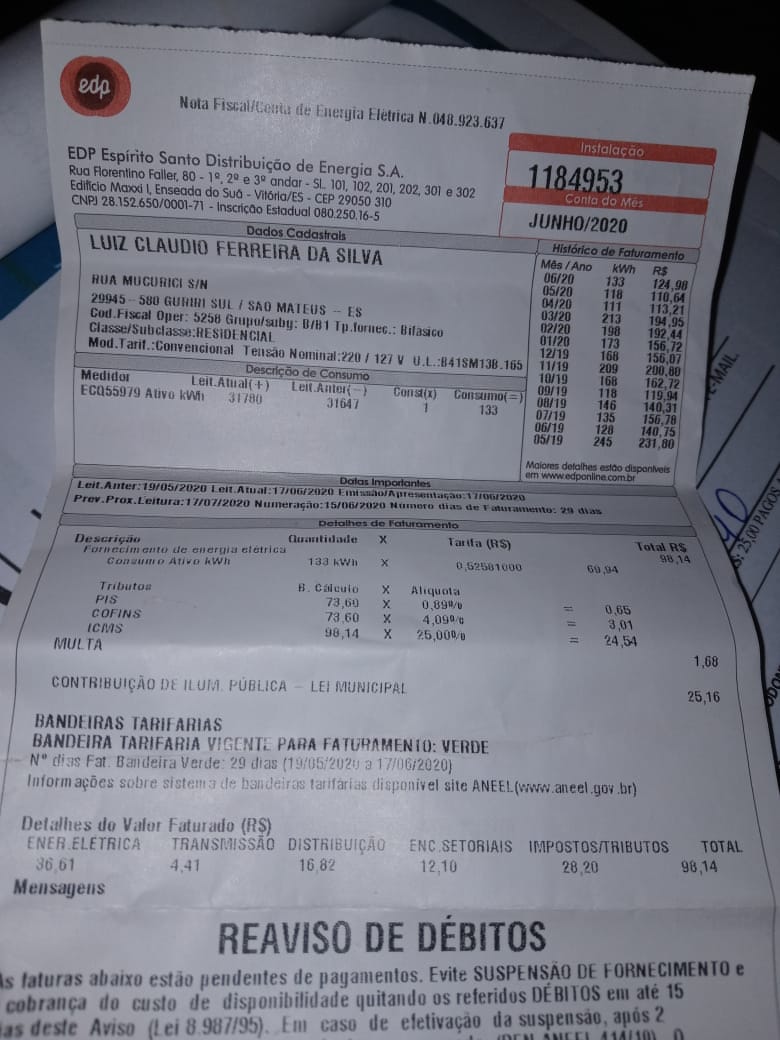 edp
Nota Fiscal/Conta de Energia Elétrica N.048.923.637
EDP Espírito Santo Distribuição de Energia S.A.
Rua Florentino Faller, 80 - 1º, 2º e 3º andar - SL 101, 102, 201, 202, 301 e 302
Edifício Maxxi I, Enseada do Suá - Vitória/ES - CEP 29050 310
CNPJ 28.152.650/0001-71 - Inscrição Estadual 080.250.16-5
Instalação
1184953
Conta do Mês
JUNHO/2020
Dados Cadastrais
LUIZ CLAUDIO FERREIRA DA SILVA
RUA MUCURICI S/N
29945-580 GURIRI SUL / SAO MATEUS - ES
Cod.Fiscal Oper: 5258 Grupo/subg: B/B1 Tp.fornec.: Bifásico
Classe/Subclasse:RESIDENCIAL
Mod.Tarif.:Convencional Tensão Nominal:220 / 127 V U.L.:B41SM13B.165
Histórico de Faturamento
Mês / Ano kWh R$
06/20 133 124,98
05/20 118 110,64
04/20 111 113,21
03/20 213 194,95
02/20 198 192,44
01/20 173 156,72
12/19 168 156,07
11/19 209 200,80
10/19 168 162,72
09/19 118 119,94
08/19 146 140,31
07/19 135 156,78
06/19 128 140,75
05/19 245 231,80
Maiores detalhes estão disponíveis
em www.edponline.com.br
Descrição de Consumo
Medidor Leit.Atual(+) Leit.Anter(-) Const(x) Consumo(=)
ECQ55979 Ativo kWh 31780 31647 1 133
Datas Importantes
Leit.Anter:19/05/2020 Leit.Atual:17/06/2020 Emissão/Apresentação:17/06/2020
Prev.Prox.Leitura:17/07/2020 Numeração:15/06/2020 Número dias de Faturamento: 29 dias
Detalhes de Faturamento
Descrição Quantidade X Tarifa (R$) Total R$
Fornecimento de energia elétrica 98,14
Consumo Ativo kWh 133 kWh X 0,52581000 69,94
Tributos B. Cálculo X Alíquota
PIS 73,60 X 0,89% = 0,65
COFINS 73,60 X 4,09% = 3,01
ICMS 98,14 X 25,00% = 24,54
MULTA 1,68
CONTRIBUIÇÃO DE ILUM. PÚBLICA - LEI MUNICIPAL 25,16
BANDEIRAS TARIFARIAS
BANDEIRA TARIFARIA VIGENTE PARA FATURAMENTO: VERDE
Nº dias Fat. Bandeira Verde: 29 dias (19/05/2020 a 17/06/2020)
Informações sobre sistema de bandeiras tarifárias disponível site ANEEL(www.aneel.gov.br)
Detalhes do Valor Faturado (R$)
ENER.ELÉTRICA TRANSMISSÃO DISTRIBUIÇÃO ENC.SETORIAIS IMPOSTOS/TRIBUTOS TOTAL
36,61 4,41 16,82 12,10 28,20 98,14
Mensagens
REAVISO DE DÉBITOS
As faturas abaixo estão pendentes de pagamentos. Evite SUSPENSÃO DE FORNECIMENTO e
cobrança do custo de disponibilidade quitando os referidos DÉBITOS em até 15
dias deste Aviso (Lei 8.987/95). Em caso de efetivação da suspensão, após 2
E-MAIL
25,00 PAGOS